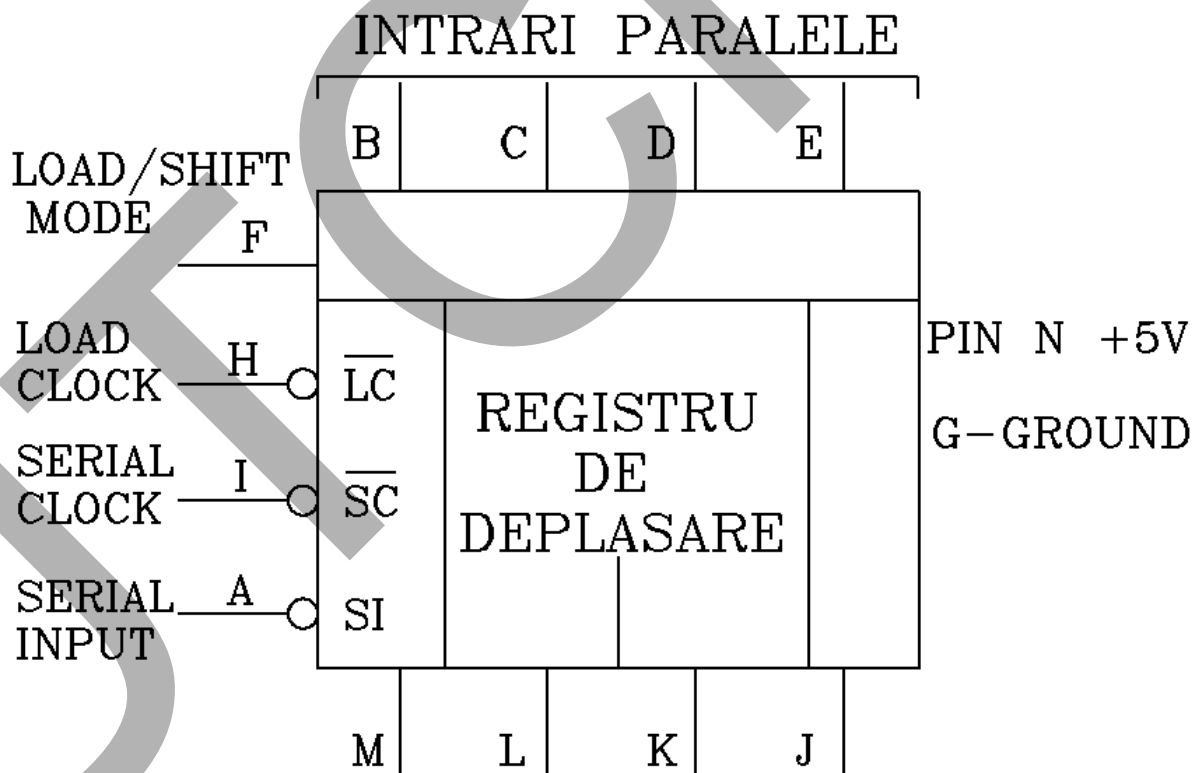 INTRARI PARALELE
B C D E
LOAD/SHIFT
MODE
F
LOAD
CLOCK
H
LC
PIN N +5V
REGISTRU
DE
DEPLASARE
G-GROUND
SERIAL
CLOCK
I
SC
SERIAL
INPUT
A
SI
M L K J
UTCN